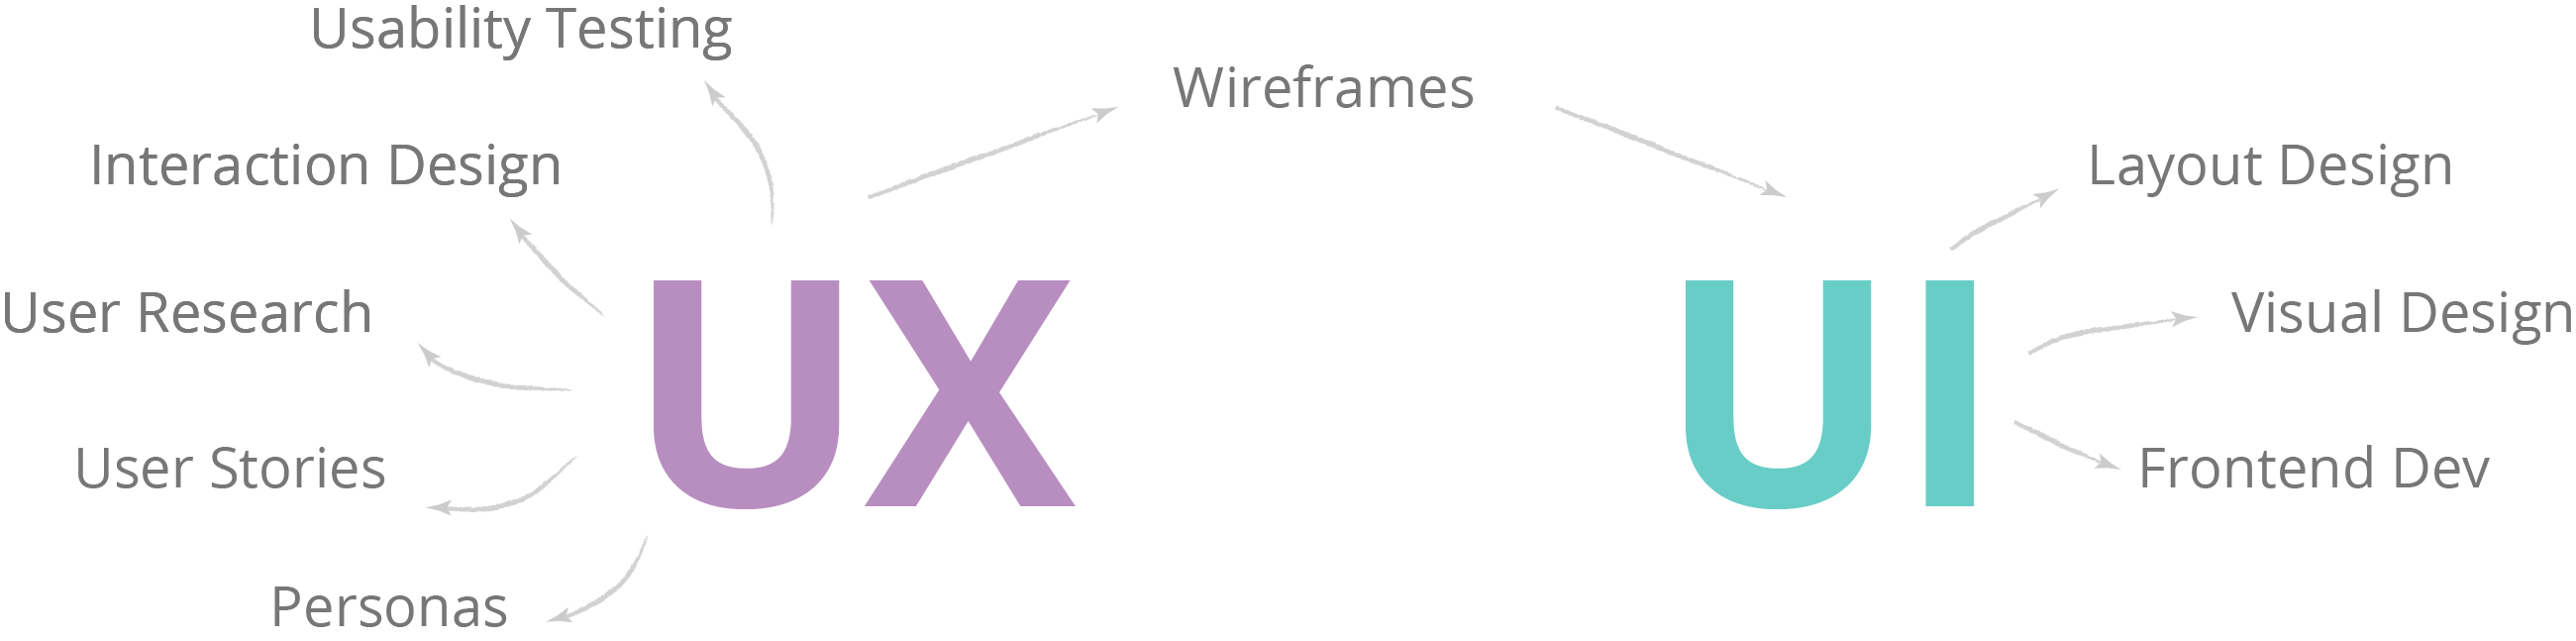 Usability Testing
Wireframes
Interaction Design
Layout Design
User Research
UX
UI
Visual Design
User Stories
Frontend Dev
Personas